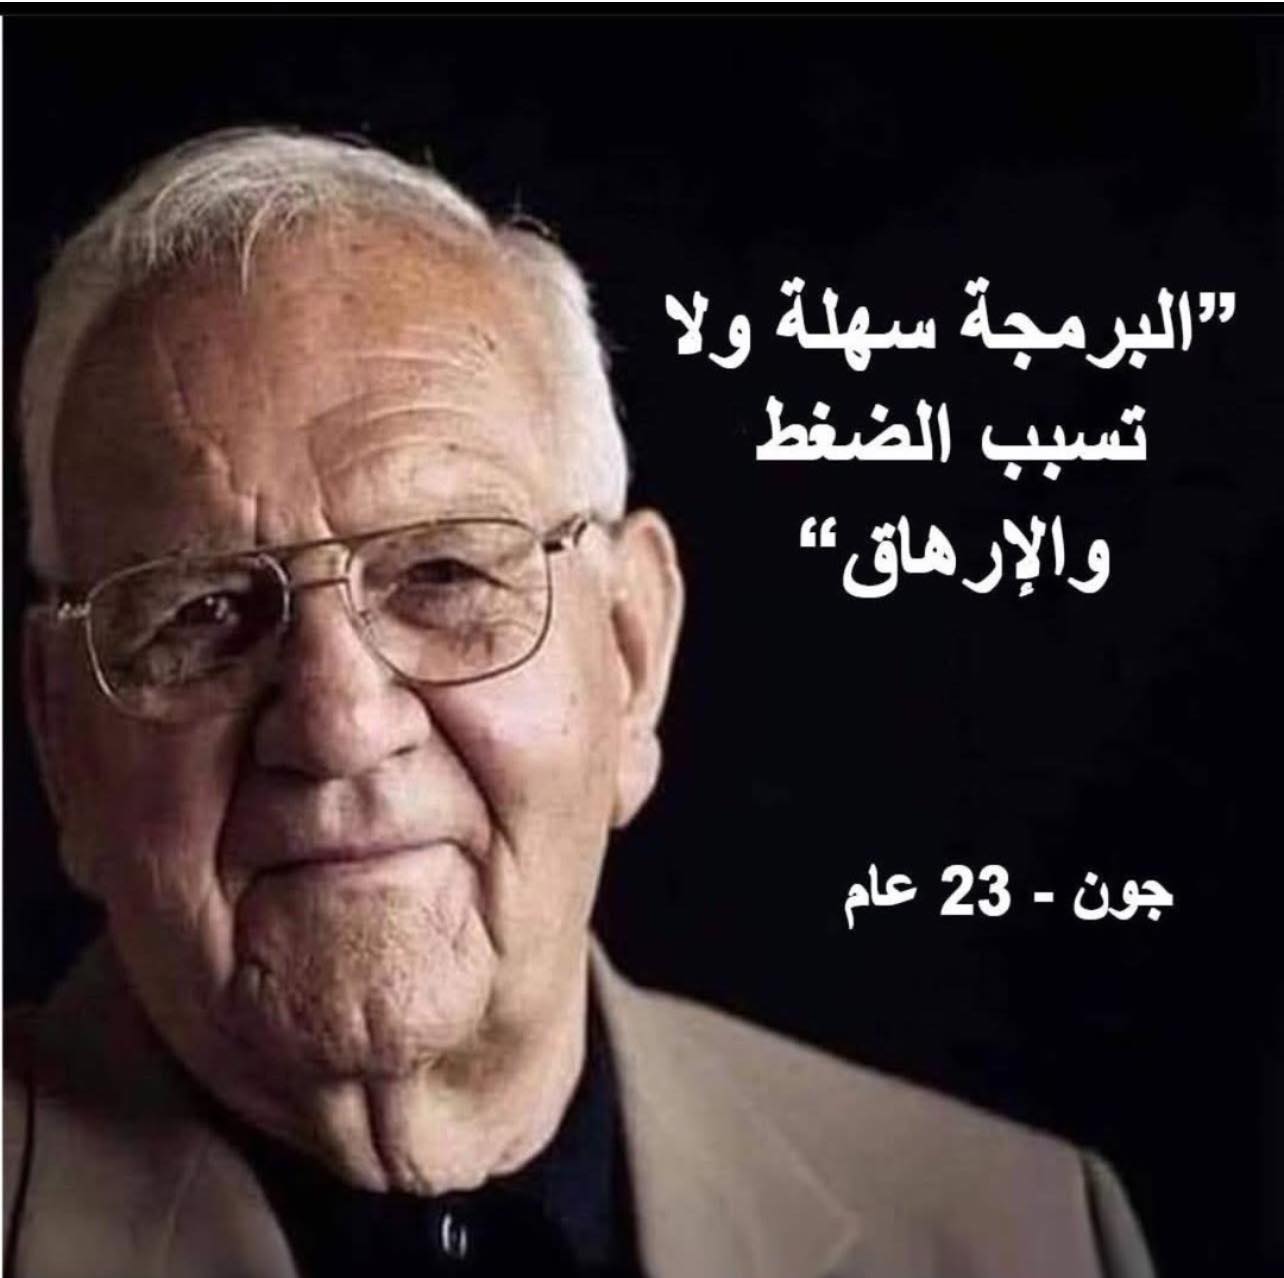 ”البرمجة سهلة ولا
تسبب الضغط
والإرهاق“
جون - 23 عام